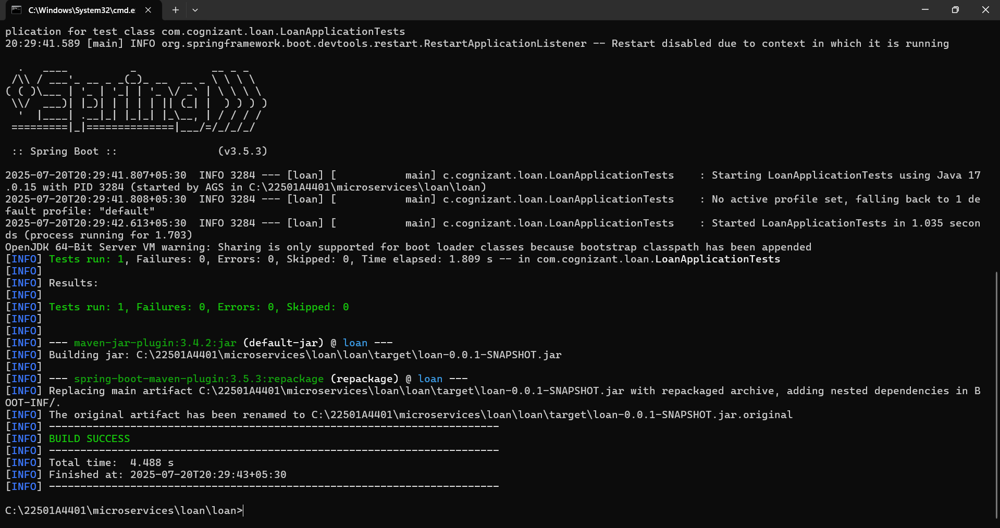 C:\Windows\System32\cmd.e
plication for test class com.cognizant.loan.LoanApplicationTests
20:29:41.589 [main] INFO org.springframework.boot.devtools.restart.RestartApplicationListener -- Restart disabled due to context in which it is running

  .   ____          _            __ _ _
 /\\ / ___'_ __ _ _(_)_ __  __ _ \ \ \ \
( ( )\___ | '_ | '_| | '_ \/ _` | \ \ \ \
 \\/  ___)| |_)| | | | | || (_| |  ) ) ) )
  '  |____| .__|_| |_|_| |_\__, | / / / /
 =========|_|==============|___/=/_/_/_/

 :: Spring Boot ::                (v3.5.3)

2025-07-20T20:29:41.807+05:30  INFO 3284 --- [loan] [           main] c.cognizant.loan.LoanApplicationTests    : Starting LoanApplicationTests using Java 17
.0.15 with PID 3284 (started by AGS in C:\22501A4401\microservices\loan\loan)
2025-07-20T20:29:41.808+05:30  INFO 3284 --- [loan] [           main] c.cognizant.loan.LoanApplicationTests    : No active profile set, falling back to 1 de
fault profile: "default"
2025-07-20T20:29:42.613+05:30  INFO 3284 --- [loan] [           main] c.cognizant.loan.LoanApplicationTests    : Started LoanApplicationTests in 1.035 secon
ds (process running for 1.703)
OpenJDK 64-Bit Server VM warning: Sharing is only supported for boot loader classes because bootstrap classpath has been appended
[INFO] Tests run: 1, Failures: 0, Errors: 0, Skipped: 0, Time elapsed: 1.809 s -- in com.cognizant.loan.LoanApplicationTests
[INFO]
[INFO] Results:
[INFO]
[INFO] Tests run: 1, Failures: 0, Errors: 0, Skipped: 0
[INFO]
[INFO]
[INFO] --- maven-jar-plugin:3.4.2:jar (default-jar) @ loan ---
[INFO] Building jar: C:\22501A4401\microservices\loan\loan\target\loan-0.0.1-SNAPSHOT.jar
[INFO]
[INFO] --- spring-boot-maven-plugin:3.5.3:repackage (repackage) @ loan ---
[INFO] Replacing main artifact C:\22501A4401\microservices\loan\loan\target\loan-0.0.1-SNAPSHOT.jar with repackaged archive, adding nested dependencies in B
OOT-INF/.
[INFO] The original artifact has been renamed to C:\22501A4401\microservices\loan\loan\target\loan-0.0.1-SNAPSHOT.jar.original
[INFO] ------------------------------------------------------------------------
[INFO] BUILD SUCCESS
[INFO] ------------------------------------------------------------------------
[INFO] Total time:  4.488 s
[INFO] Finished at: 2025-07-20T20:29:43+05:30
[INFO] ------------------------------------------------------------------------

C:\22501A4401\microservices\loan\loan>